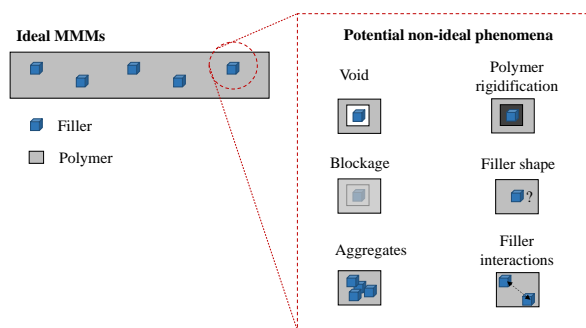 Ideal MMMs
Filler
Polymer
Potential non-ideal phenomena
Void
Polymer
rigidification
Blockage
Filler shape
?
Aggregates
Filler
interactions